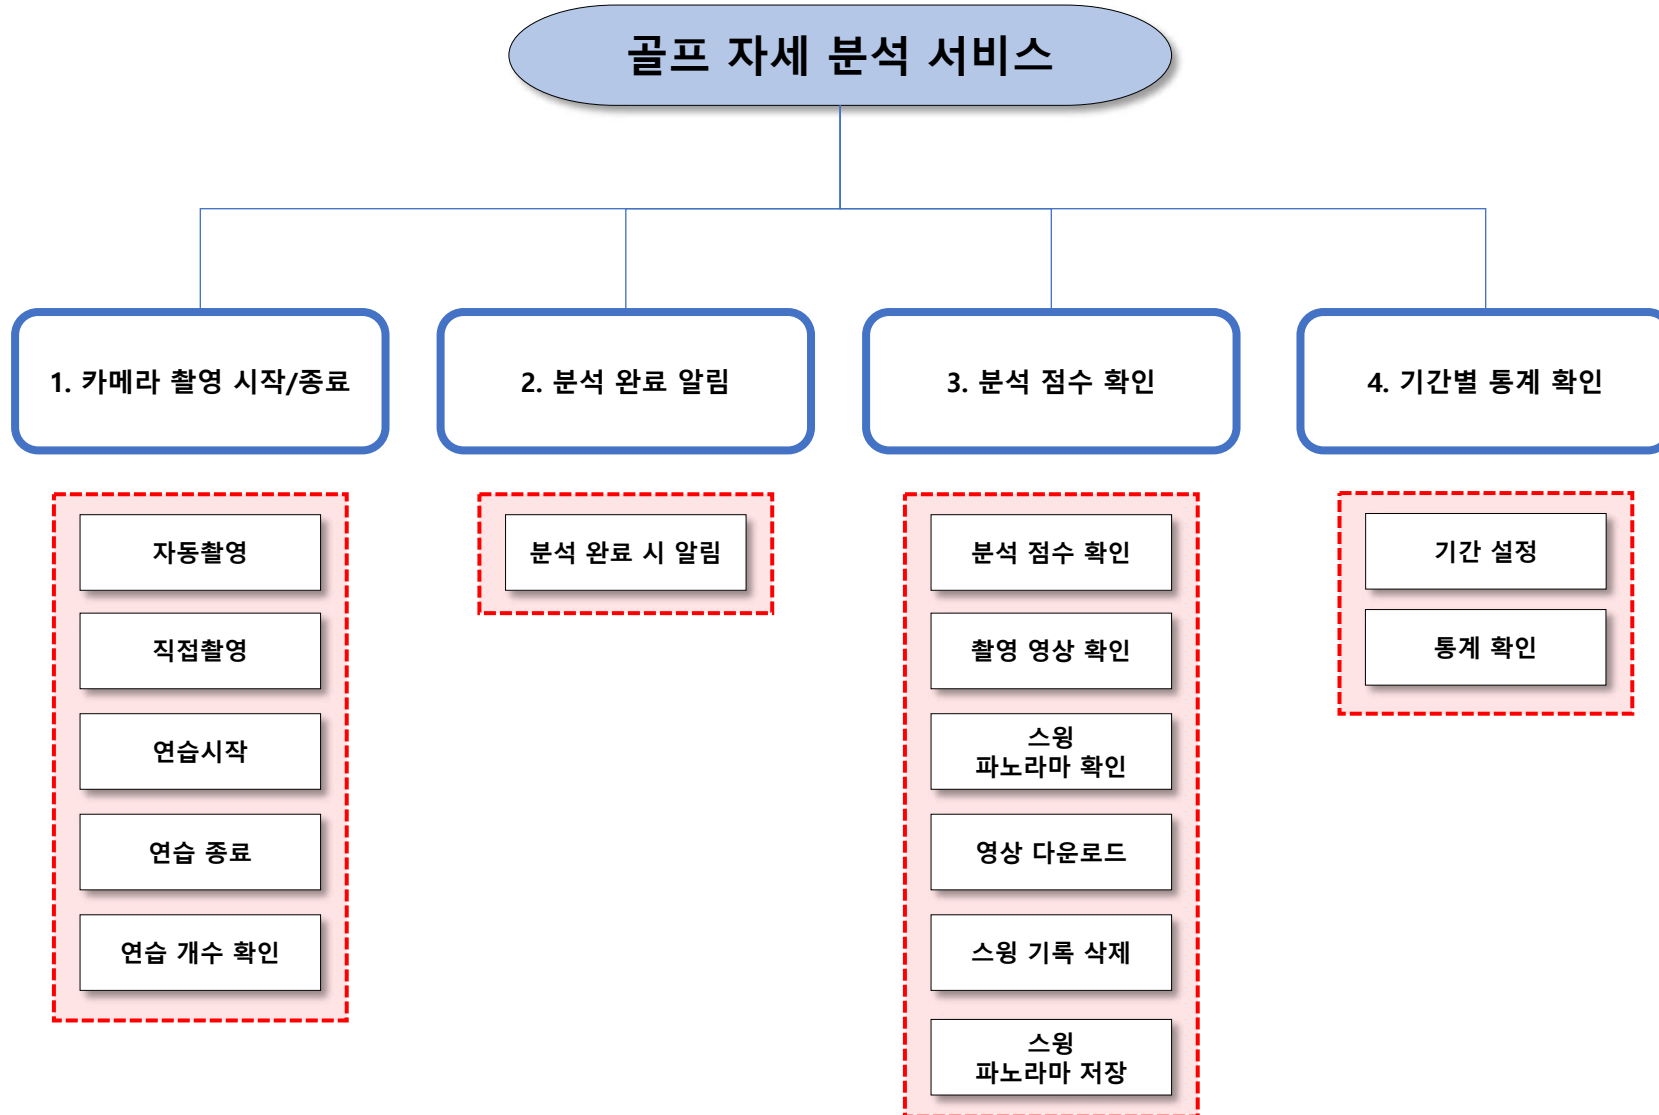 골프 자세 분석 서비스
1. 카메라 촬영 시작/종료
2. 분석 완료 알림
3. 분석 점수 확인
4. 기간별 통계 확인
자동촬영
직접촬영
연습시작
연습 종료
연습 개수 확인
분석 완료 시 알림
분석 점수 확인
촬영 영상 확인
스윙
파노라마 확인
영상 다운로드
스윙 기록 삭제
스윙
파노라마 저장
기간 설정
통계 확인